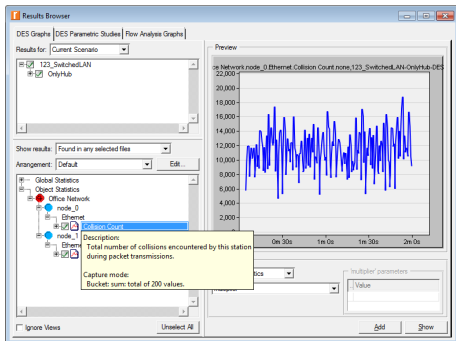 Results Browser
DES Graphs DES Parametric Studies Flow Analysis Graphs
Results for: Current Scenario
123_SwitchedLAN
OnlyHub
Show results: Found in any selected files
Arrangement: Default Edit...
Global Statistics
Object Statistics
Office Network
node_0
Ethernet
Collision Count
node_1
Description:
Total number of collisions encountered by this station
during packet transmissions.
Capture mode:
Bucket: sum: total of 200 values.
Ignore Views Unselect All
Preview
ce Network.node_0.Ethernet.Collision Count.none,123_SwitchedLAN-OnlyHub-DES
22,000
20,000
18,000
16,000
14,000
12,000
10,000
8,000
6,000
4,000
2,000
0m 30s 1m 0s 1m 30s 2m 0s
'multiplier' parameters
Value
Add Show